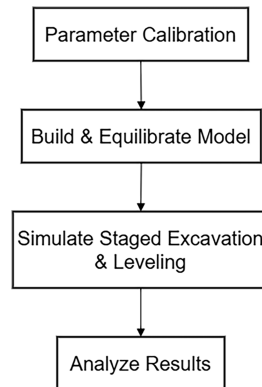 Parameter Calibration
Build & Equilibrate Model
Simulate Staged Excavation
& Leveling
Analyze Results